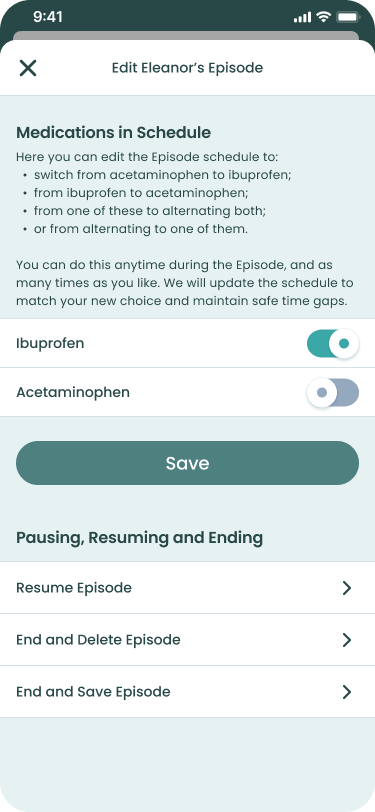 9:41
Edit Eleanor’s Episode
Medications in Schedule
Here you can edit the Episode schedule to:
• switch from acetaminophen to ibuprofen;
• from ibuprofen to acetaminophen;
• from one of these to alternating both;
• or from alternating to one of them.
You can do this anytime during the Episode, and as
many times as you like. We will update the schedule to
match your new choice and maintain safe time gaps.
Ibuprofen
Acetaminophen
Save
Pausing, Resuming and Ending
Resume Episode
End and Delete Episode
End and Save Episode